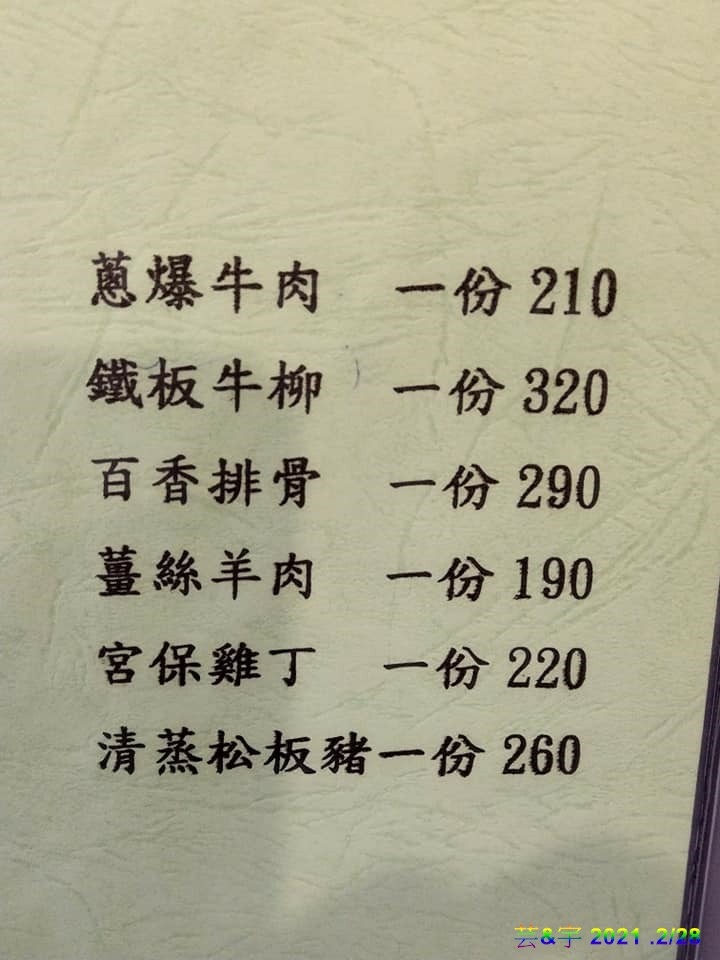 蔥爆牛肉 一份 210
鐵板牛柳 一份 320
百香排骨 一份 290
薑絲羊肉 一份 190
宮保雞丁 一份 220
清蒸松板豬一份 260
芸&宇 2021 .2/28